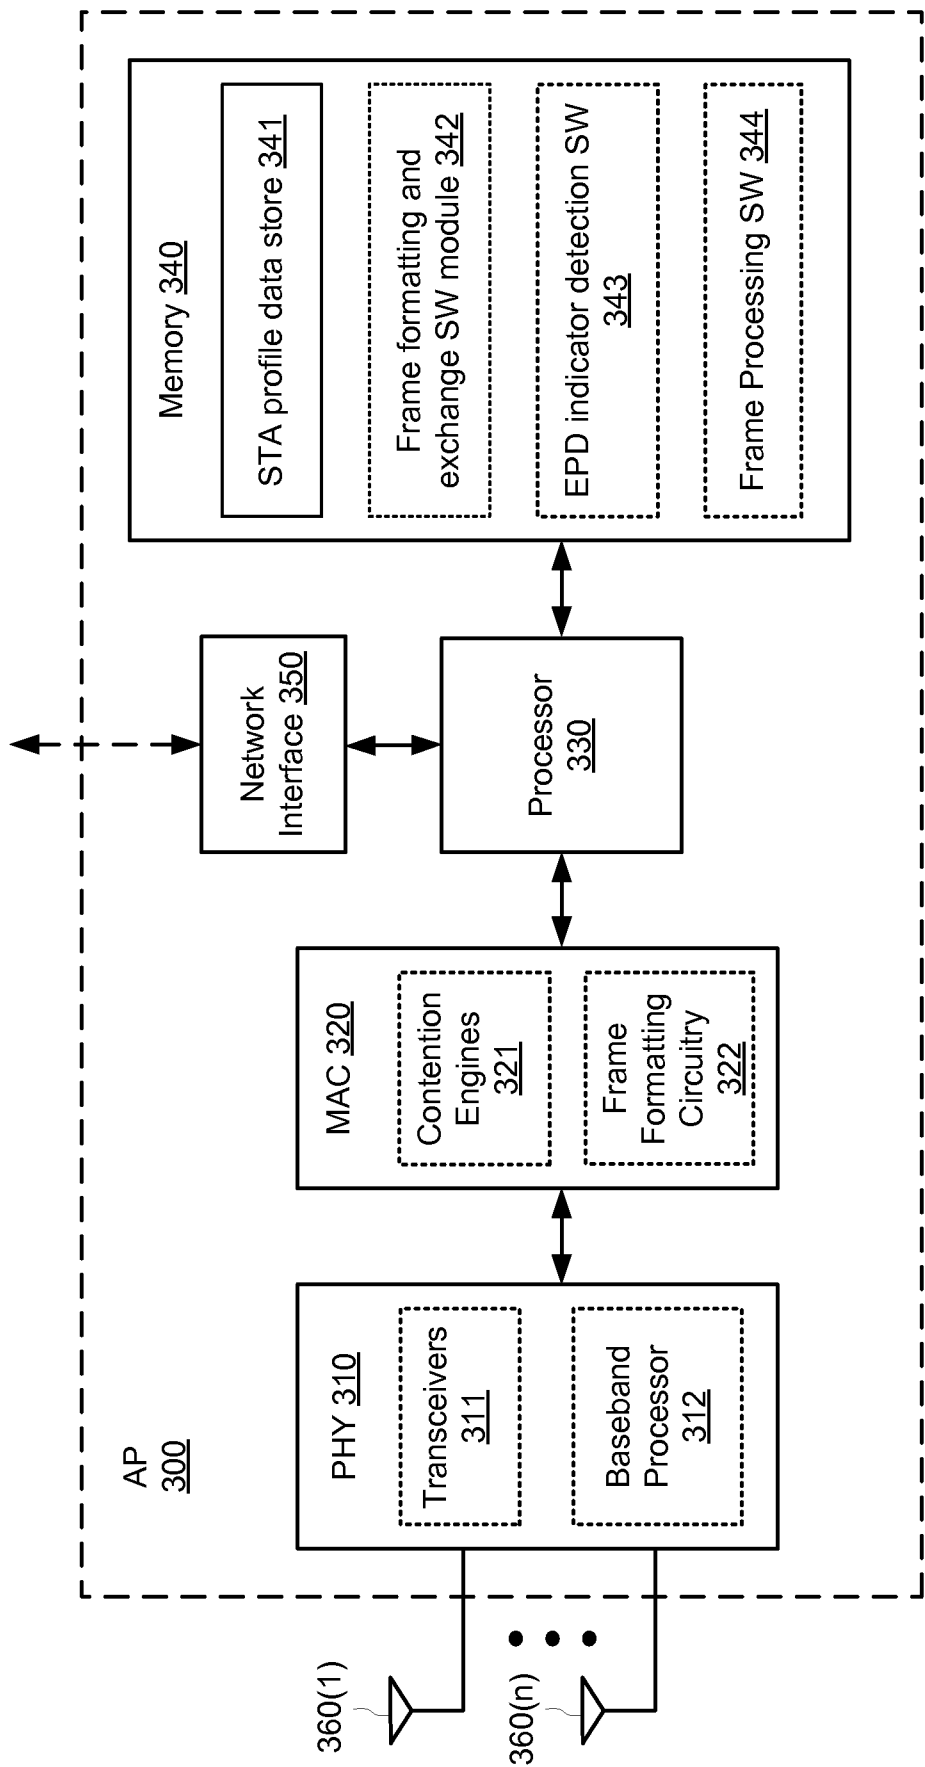 AP
300
360(1)
360(n)
PHY 310
Transceivers
311
Baseband
Processor
312
MAC 320
Contention
Engines
321
Frame
Formatting
Circuitry
322
Network
Interface 350
Processor
330
Memory 340
STA profile data store 341
Frame formatting and
exchange SW module 342
EPD indicator detection SW
343
Frame Processing SW 344